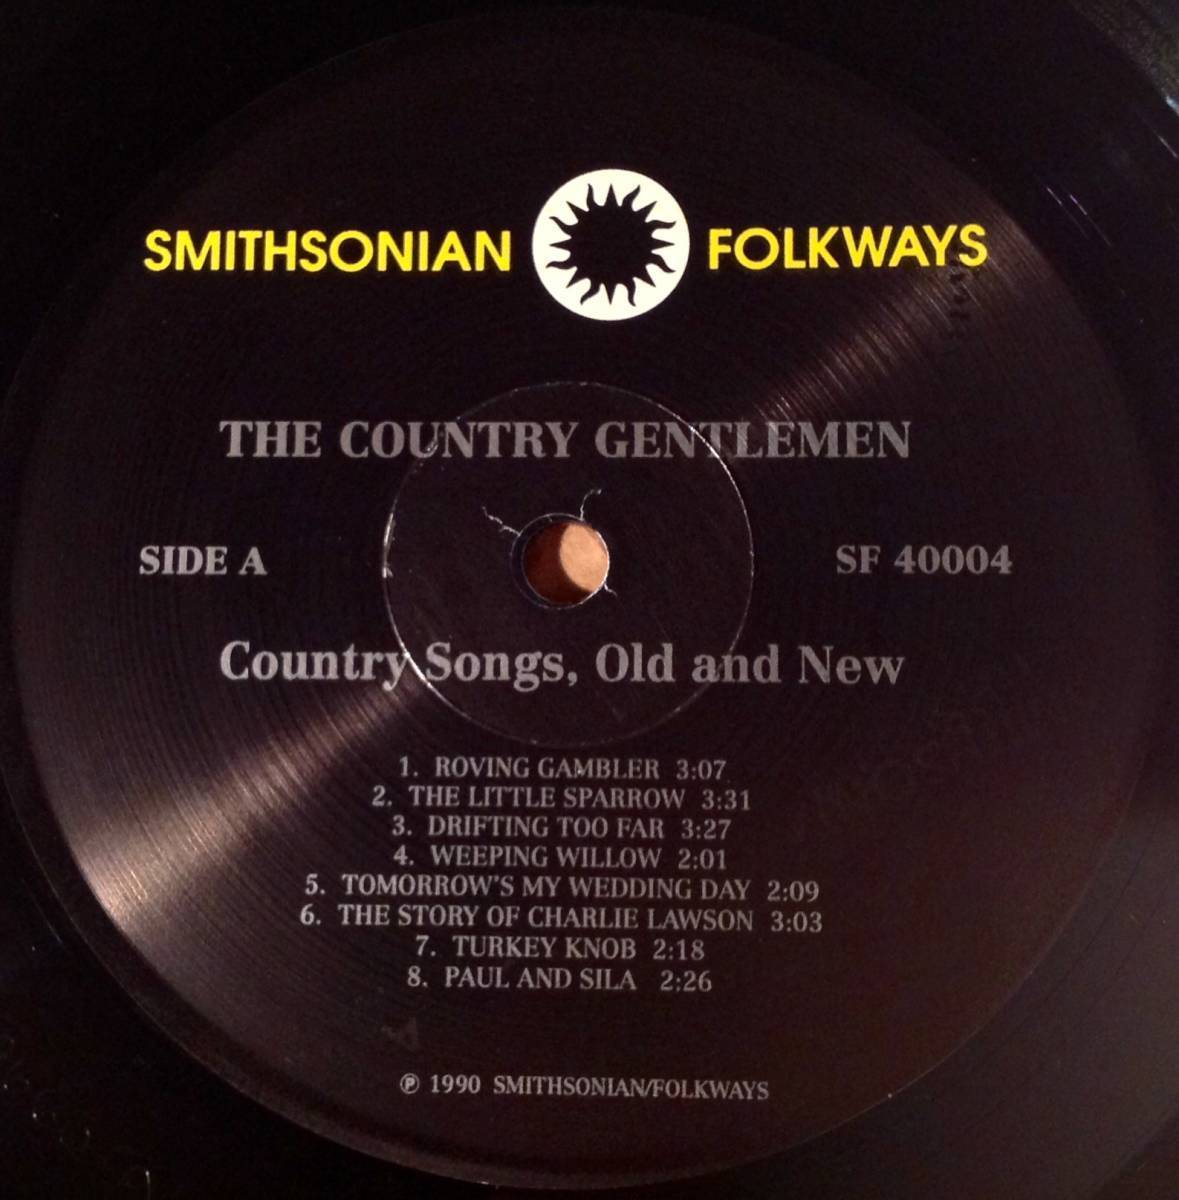 SMITHSONIAN FOLKWAYS
THE COUNTRY GENTLEMEN
SIDE A SF 40004
Country Songs, Old and New
1. ROVING GAMBLER 3:07
2. THE LITTLE SPARROW 3:31
3. DRIFTING TOO FAR 3:27
4. WEEPING WILLOW 2:01
5. TOMORROW'S MY WEDDING DAY 2:09
6. THE STORY OF CHARLIE LAWSON 3:03
7. TURKEY KNOB 2:18
8. PAUL AND SILA 2:26
℗ 1990 SMITHSONIAN/FOLKWAYS